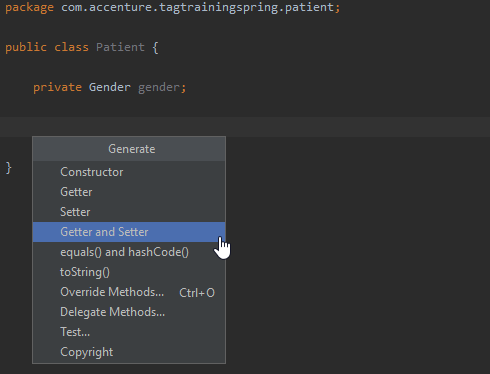 package com.accenture.tagtrainingspring.patient;
public class Patient {
private Gender gender;
Generate
Constructor
Getter
Setter
Getter and Setter
equals() and hashCode()
toString()
Override Methods... Ctrl+O
Delegate Methods...
Test...
Copyright
}